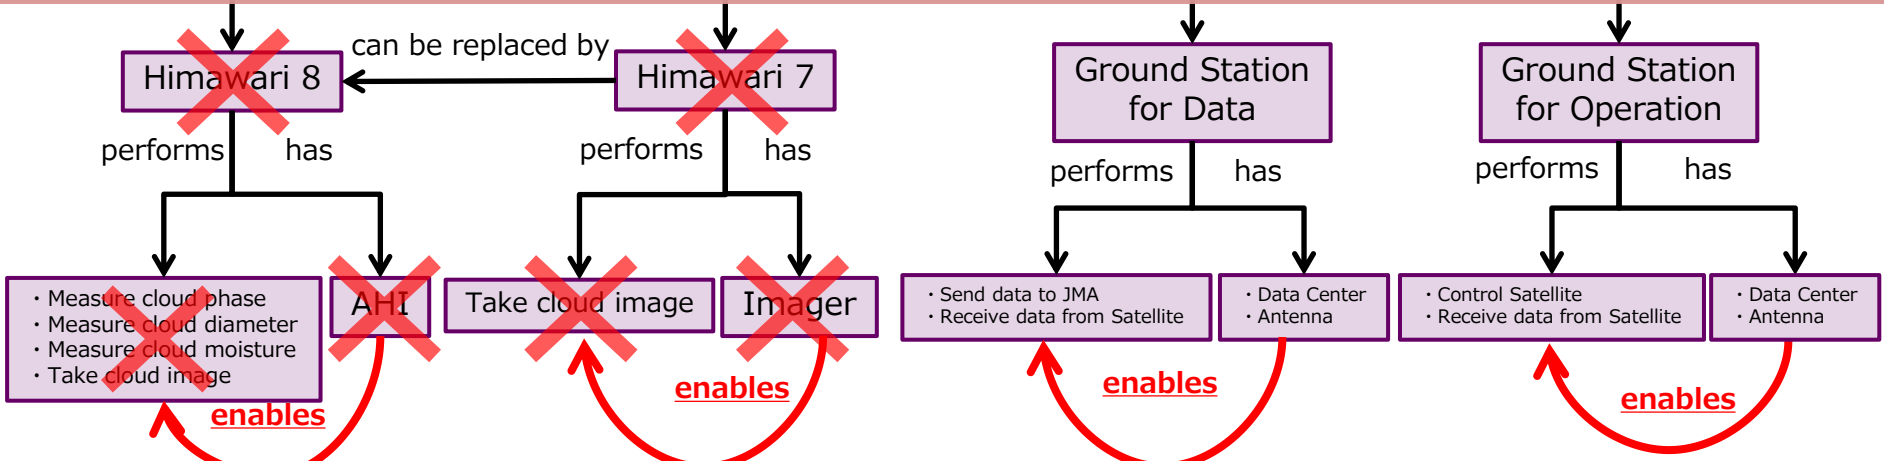 can be replaced by
Himawari 8
Himawari 7
Ground Station
for Data
Ground Station
for Operation
performs
has
performs
has
performs
has
performs
has
・Measure cloud phase
・Measure cloud diameter
・Measure cloud moisture
・Take cloud image
AHI
Take cloud image
Imager
・Send data to JMA
・Receive data from Satellite
・Data Center
・Antenna
・Control Satellite
・Receive data from Satellite
・Data Center
・Antenna
enables
enables
enables
enables